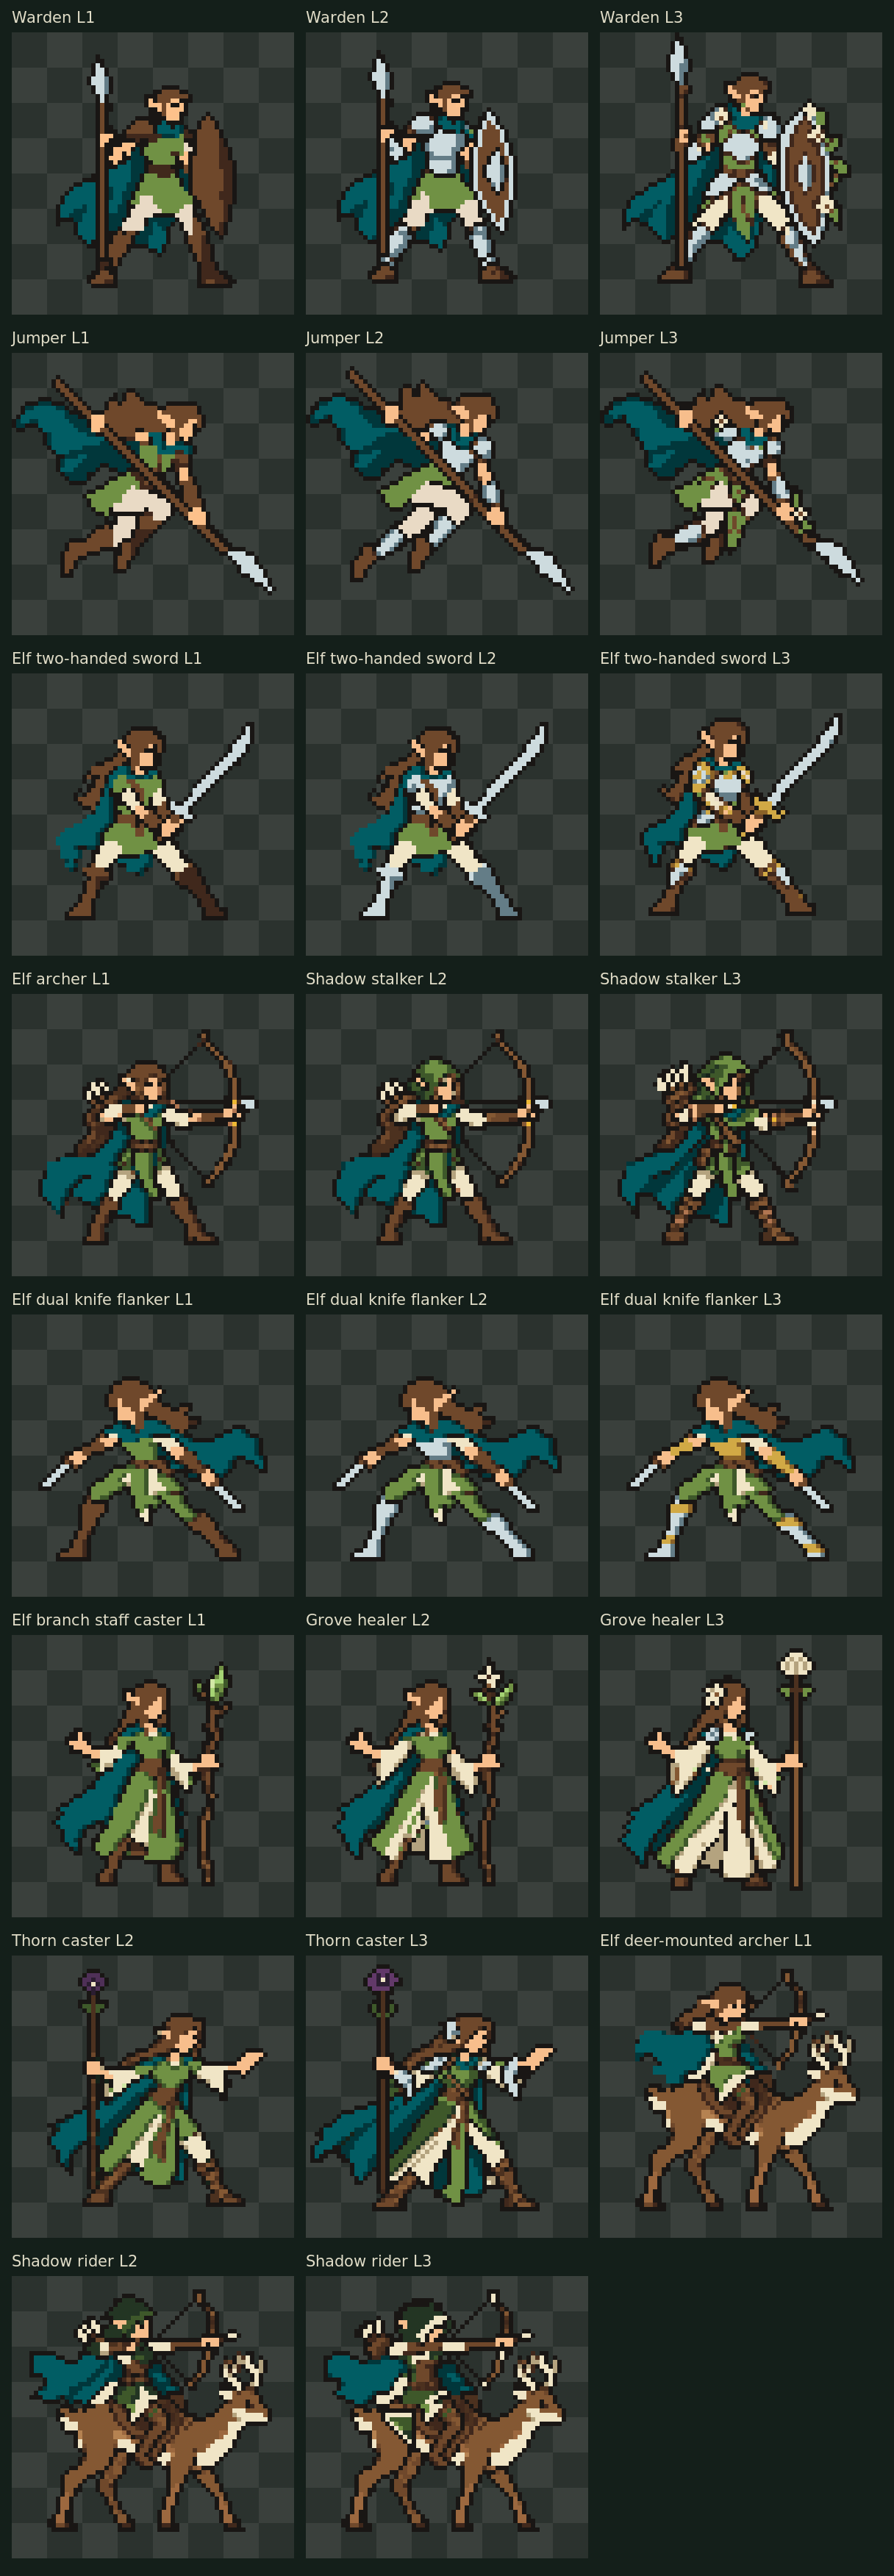 Warden L1
Warden L2
Warden L3
Jumper L1
Jumper L2
Jumper L3
Elf two-handed sword L1
Elf two-handed sword L2
Elf two-handed sword L3
Elf archer L1
Shadow stalker L2
Shadow stalker L3
Elf dual knife flanker L1
Elf dual knife flanker L2
Elf dual knife flanker L3
Elf branch staff caster L1
Grove healer L2
Grove healer L3
Thorn caster L2
Thorn caster L3
Elf deer-mounted archer L1
Shadow rider L2
Shadow rider L3